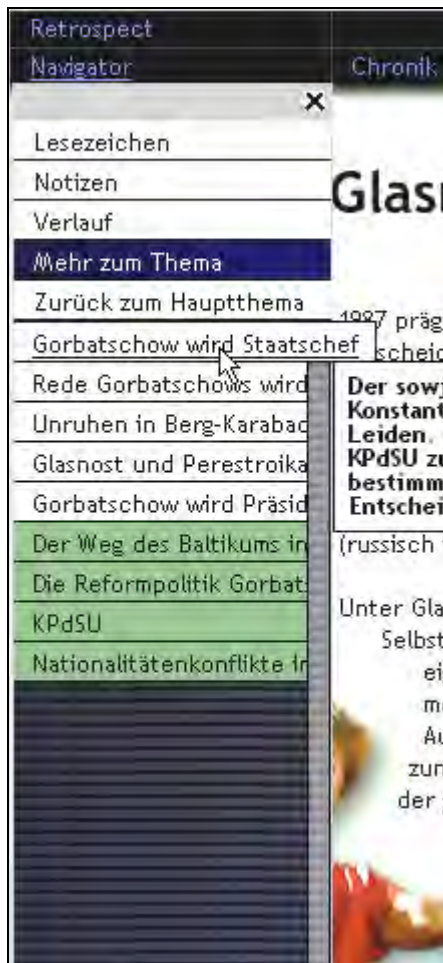 Retrospect
Navigator
Chronik
Lesezeichen
Notizen
Verlauf
Mehr zum Thema
Zurück zum Hauptthema
Gorbatschow wird Staatschef
Rede Gorbatschows wird
Unruhen in Berg-Karabac
Glasnost und Perestroika
Gorbatschow wird Präsid
Der Weg des Baltikums in
Die Reformpolitik Gorbat
KPdSU
Nationalitätenkonflikte in
Glasn
1987 präg
scheid
Der sowj
Konstant
Leiden.
KPdSU zu
bestimm
Entschei
(russisch
Unter Gla
Selbst
ei
Au
zun
der